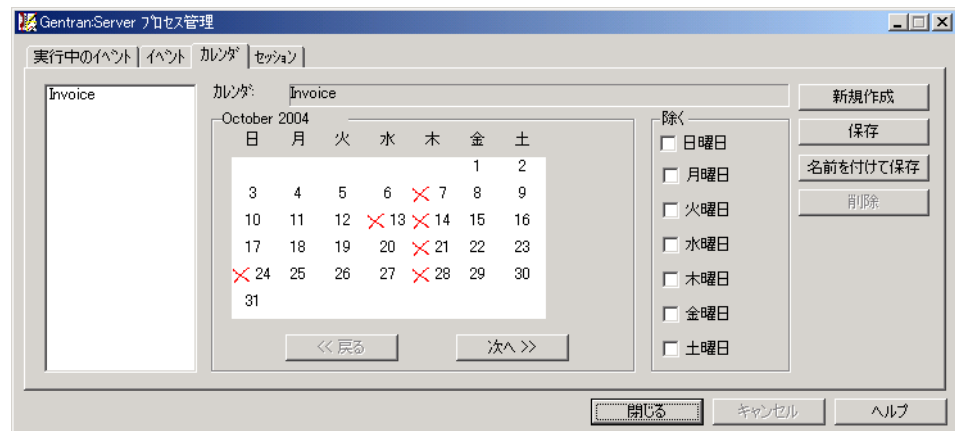 Gentran:Server プロセス管理
実行中のイベント イベント カレンダ セッション
Invoice
カレンダ: Invoice
October 2004
日 月 火 水 木 金 土
1 2
3 4 5 6 7 8 9
10 11 12 13 14 15 16
17 18 19 20 21 22 23
24 25 26 27 28 29 30
31
<< 戻る 次へ >>
除く
日曜日
月曜日
火曜日
水曜日
木曜日
金曜日
土曜日
新規作成
保存
名前を付けて保存
削除
閉じる キャンセル ヘルプ